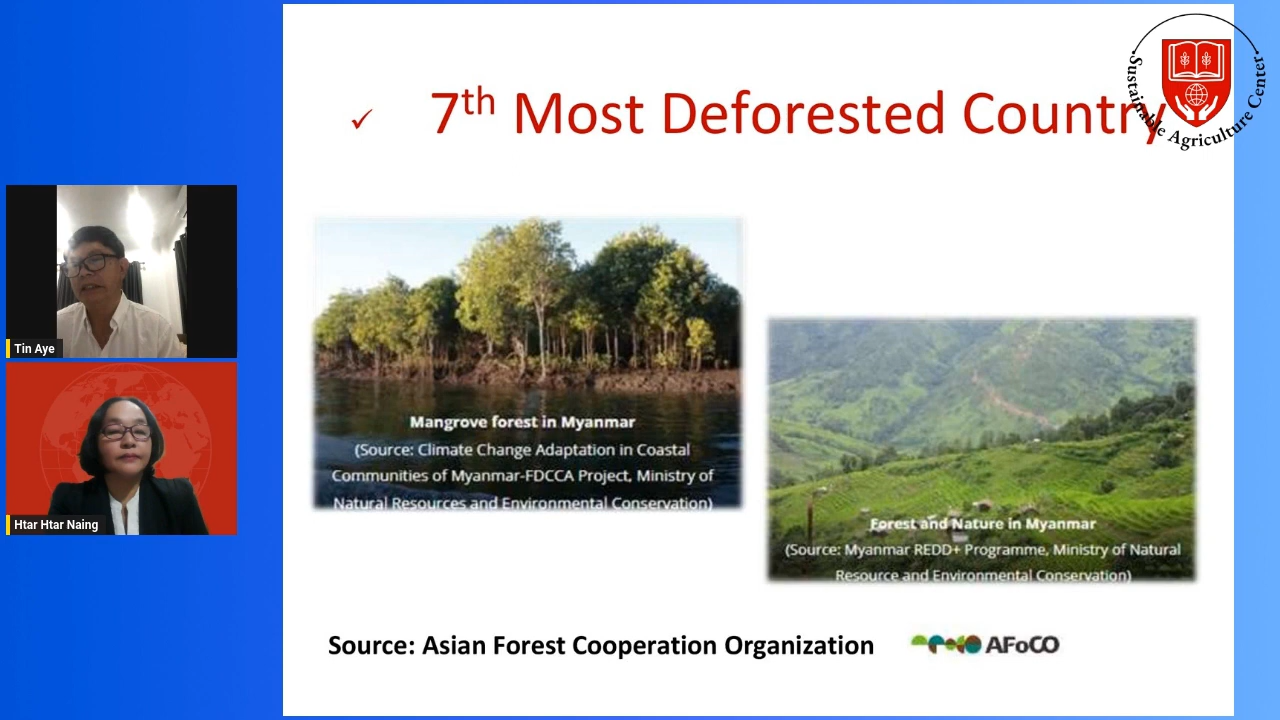 ✓ 7th Most Deforested Country
Sustainable Agriculture Center
Tin Aye
Htar Htar Naing
Mangrove forest in Myanmar
(Source: Climate Change Adaptation in Coastal
Communities of Myanmar-FDCCA Project, Ministry of
Natural Resources and Environmental Conservation)
Forest and Nature in Myanmar
(Source: Myanmar REDD+ Programme, Ministry of Natural
Resource and Environmental Conservation)
Source: Asian Forest Cooperation Organization
AFoCO